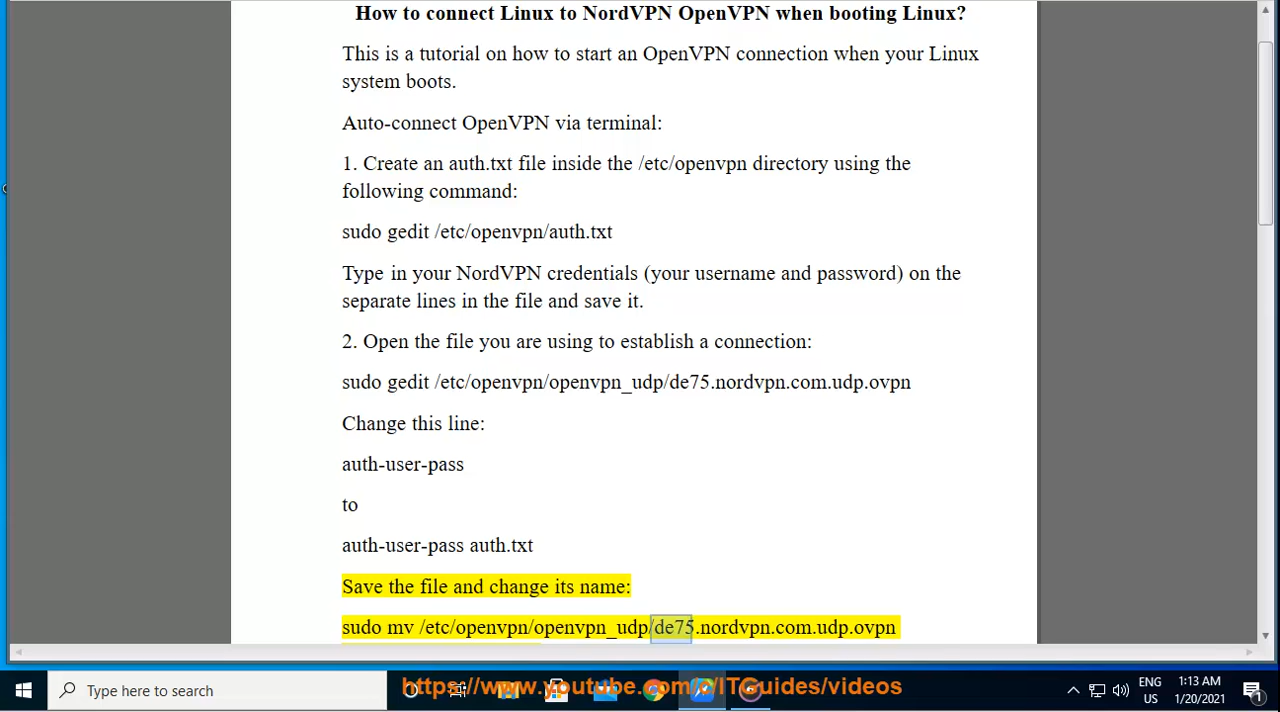 How to connect Linux to NordVPN OpenVPN when booting Linux?
This is a tutorial on how to start an OpenVPN connection when your Linux
system boots.
Auto-connect OpenVPN via terminal:
1. Create an auth.txt file inside the /etc/openvpn directory using the
following command:
sudo gedit /etc/openvpn/auth.txt
Type in your NordVPN credentials (your username and password) on the
separate lines in the file and save it.
2. Open the file you are using to establish a connection:
sudo gedit /etc/openvpn/openvpn_udp/de75.nordvpn.com.udp.ovpn
Change this line:
auth-user-pass
to
auth-user-pass auth.txt
Save the file and change its name:
sudo mv /etc/openvpn/openvpn_udp/de75.nordvpn.com.udp.ovpn
Type here to search
https://www.youtube.com/c/ITGuides/videos
ENG
US
1:13 AM
1/20/2021
1